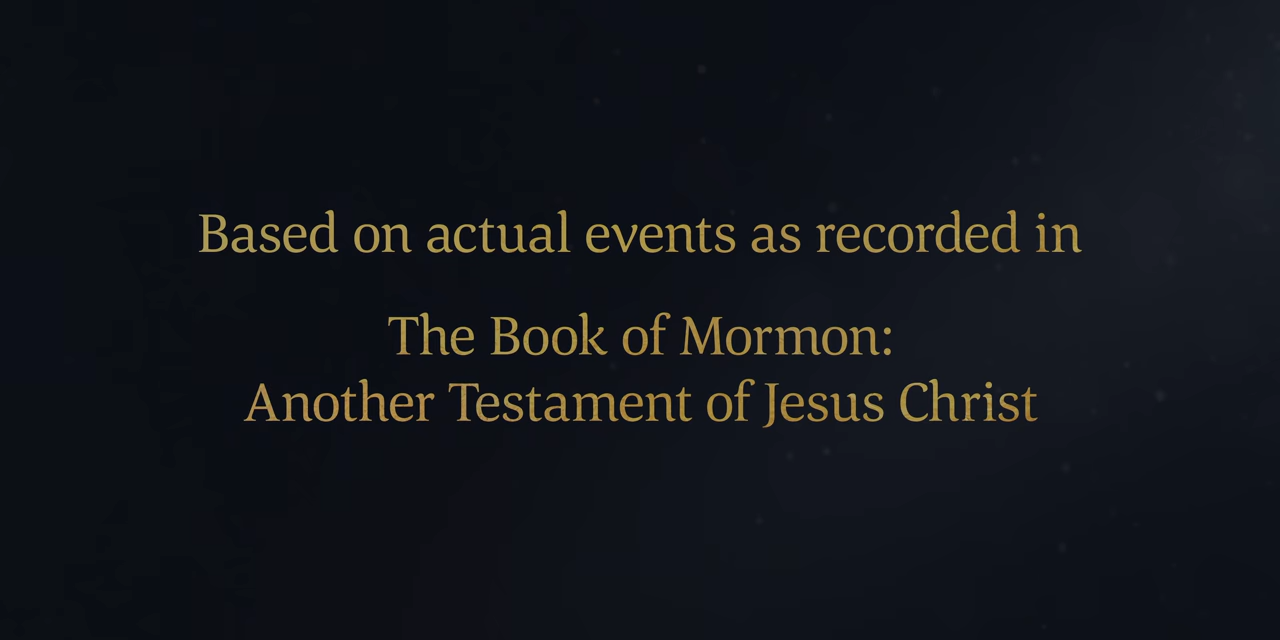 Based on actual events as recorded in
The Book of Mormon:
Another Testament of Jesus Christ